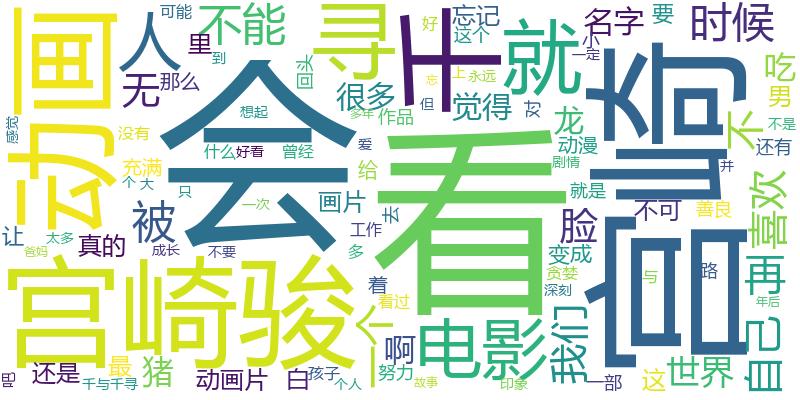 动画
人
可能
里
那么
不能
寻
回头
好
忘记
这个
千
就
名字
小
一定
要
时候
吃
男
无
会
想起
很多
多年
作品
忘
上
永远
但
觉得
对
龙
动漫
剧情
崎
不
不是
还有
并
喜欢
感觉
没有
充满
个
大
什么
好看
曾经
爱
给
看
只
画片
去
就是
不可
善良
让
太多
真的
被
一次
工作
多
脸
变成
贪婪
深刻
爸妈
成长
不要
着
看过
宫
与
路
再
年后
宫崎骏
一个
啊
电影
我们
自己
吧
还是
最
猪
千与千寻
动画片
白
孩子
个人
努力
故事
印象
一部
这
世界